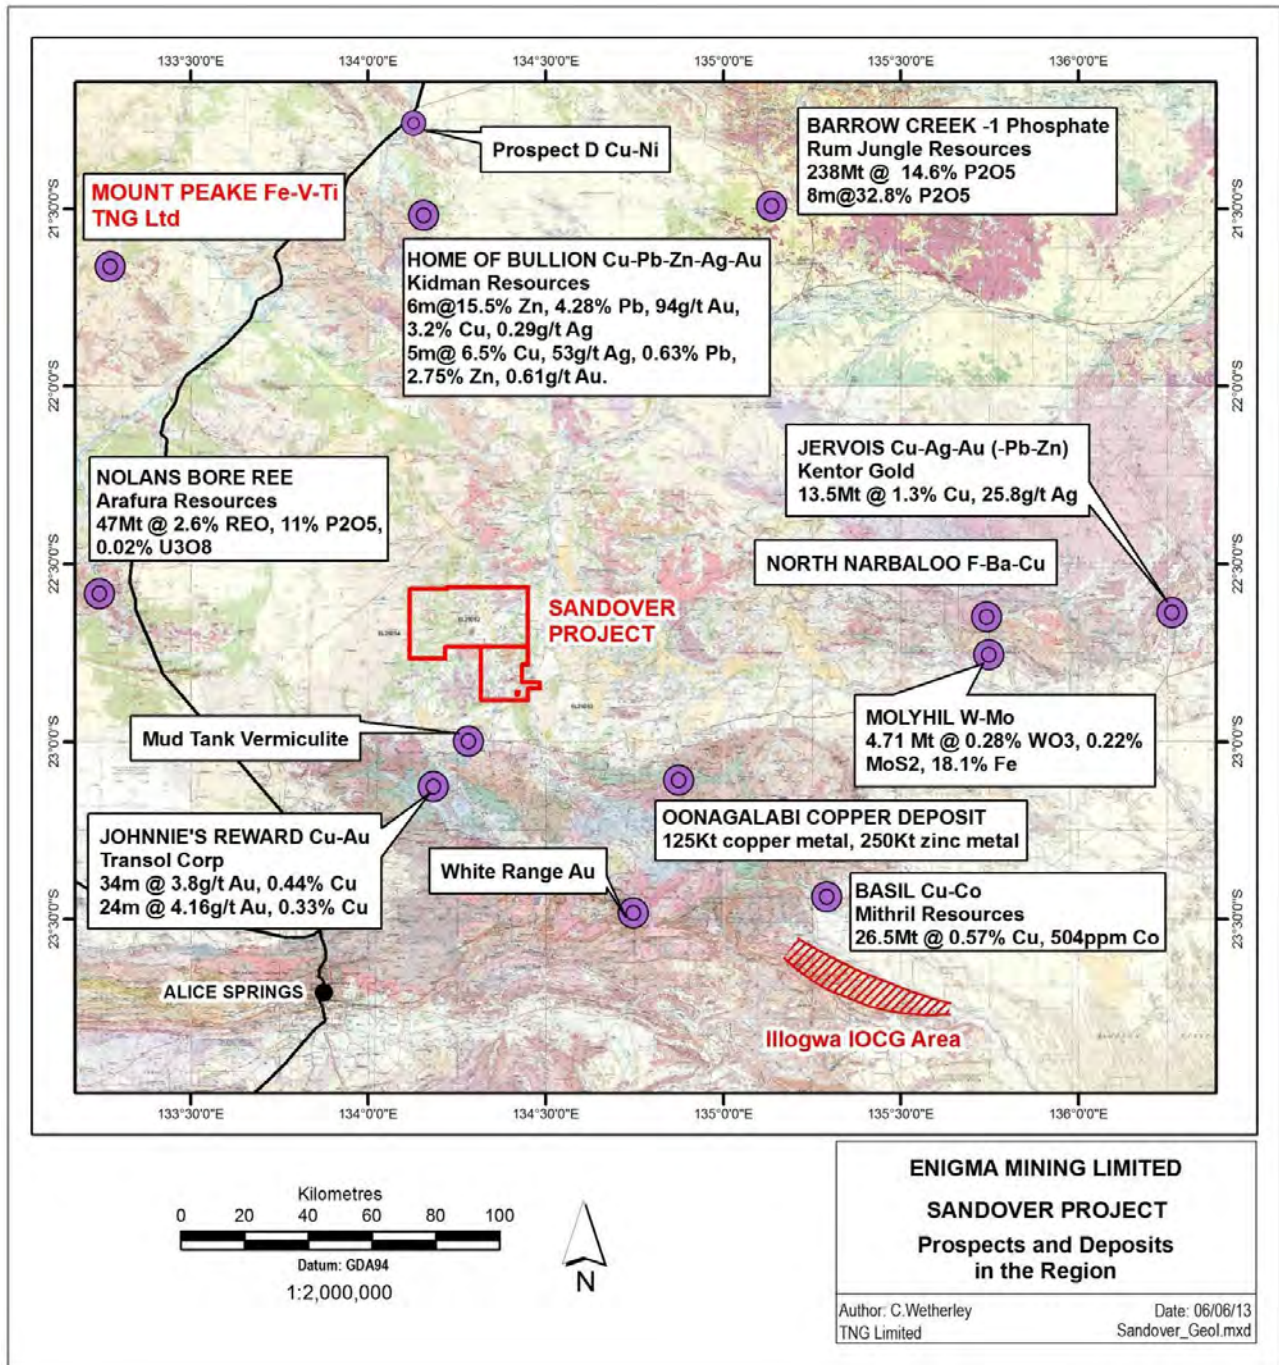 133°30'0"E 134°0'0"E 134°30'0"E 135°0'0"E 135°30'0"E 136°0'0"E
Prospect D Cu-Ni
BARROW CREEK -1 Phosphate
Rum Jungle Resources
238Mt @ 14.6% P2O5
8m@32.8% P2O5
MOUNT PEAKE Fe-V-Ti
TNG Ltd
21°30'0"S
21°30'0"S
HOME OF BULLION Cu-Pb-Zn-Ag-Au
Kidman Resources
6m@15.5% Zn, 4.28% Pb, 94g/t Au,
3.2% Cu, 0.29g/t Ag
5m@ 6.5% Cu, 53g/t Ag, 0.63% Pb,
2.75% Zn, 0.61g/t Au.
22°0'0"S
22°0'0"S
JERVOIS Cu-Ag-Au (-Pb-Zn)
Kentor Gold
13.5Mt @ 1.3% Cu, 25.8g/t Ag
NOLANS BORE REE
Arafura Resources
47Mt @ 2.6% REO, 11% P2O5,
0.02% U3O8
22°30'0"S
22°30'0"S
NORTH NARBALOO F-Ba-Cu
SANDOVER
PROJECT
MOLYHIL W-Mo
4.71 Mt @ 0.28% WO3, 0.22%
MoS2, 18.1% Fe
Mud Tank Vermiculite
23°0'0"S
23°0'0"S
OONAGALABI COPPER DEPOSIT
125Kt copper metal, 250Kt zinc metal
JOHNNIE'S REWARD Cu-Au
Transol Corp
34m @ 3.8g/t Au, 0.44% Cu
24m @ 4.16g/t Au, 0.33% Cu
White Range Au
BASIL Cu-Co
Mithril Resources
26.5Mt @ 0.57% Cu, 504ppm Co
23°30'0"S
23°30'0"S
ALICE SPRINGS
Illogwa IOCG Area
133°30'0"E 134°0'0"E 134°30'0"E 135°0'0"E 135°30'0"E 136°0'0"E
Kilometres
0 20 40 60 80 100
Datum: GDA94
1:2,000,000
N
ENIGMA MINING LIMITED
SANDOVER PROJECT
Prospects and Deposits
in the Region
Author: C.Wetherley Date: 06/06/13
TNG Limited Sandover_Geol.mxd